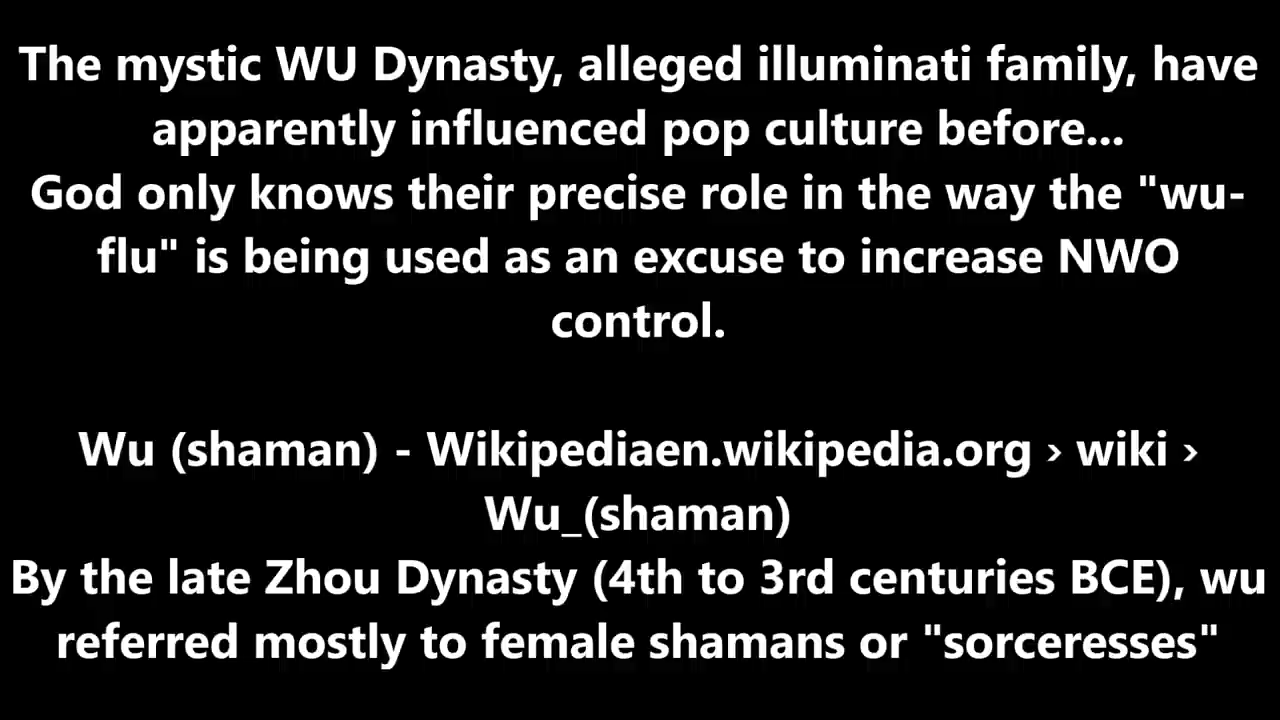 The mystic WU Dynasty, alleged illuminati family, have
apparently influenced pop culture before...
God only knows their precise role in the way the "wu-
flu" is being used as an excuse to increase NWO
control.
Wu (shaman) - Wikipediaen.wikipedia.org › wiki ›
Wu_(shaman)
By the late Zhou Dynasty (4th to 3rd centuries BCE), wu
referred mostly to female shamans or "sorceresses"